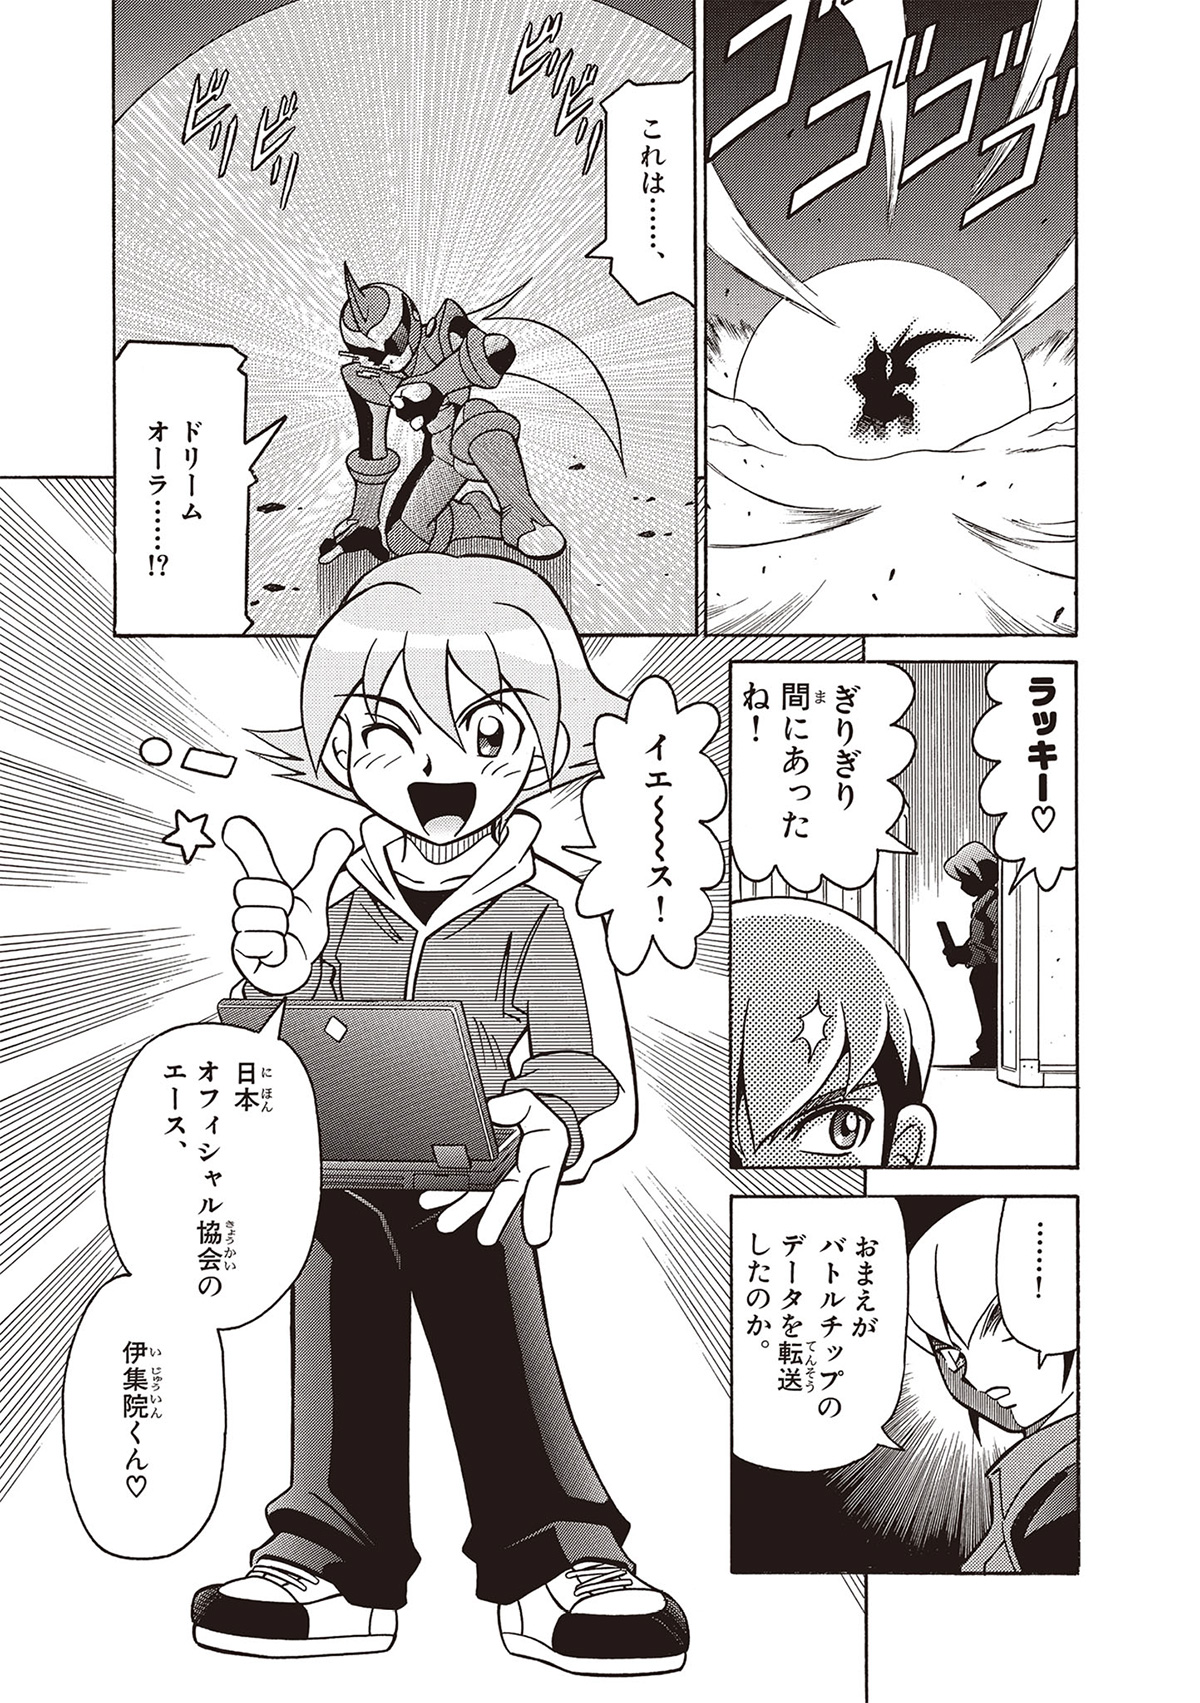 ゴゴゴゴ
これは……、
ビリ
ビリ
ビリ
ビリ
ドリーム
オーラ……!?
ラッキー♡
ぎりぎり
間にあった
ね！
……！
おまえが
バトルチップの
データを転送
したのか。
イエ〜〜〜ス！
日本
オフィシャル協会の
エース、
伊集院くん♡